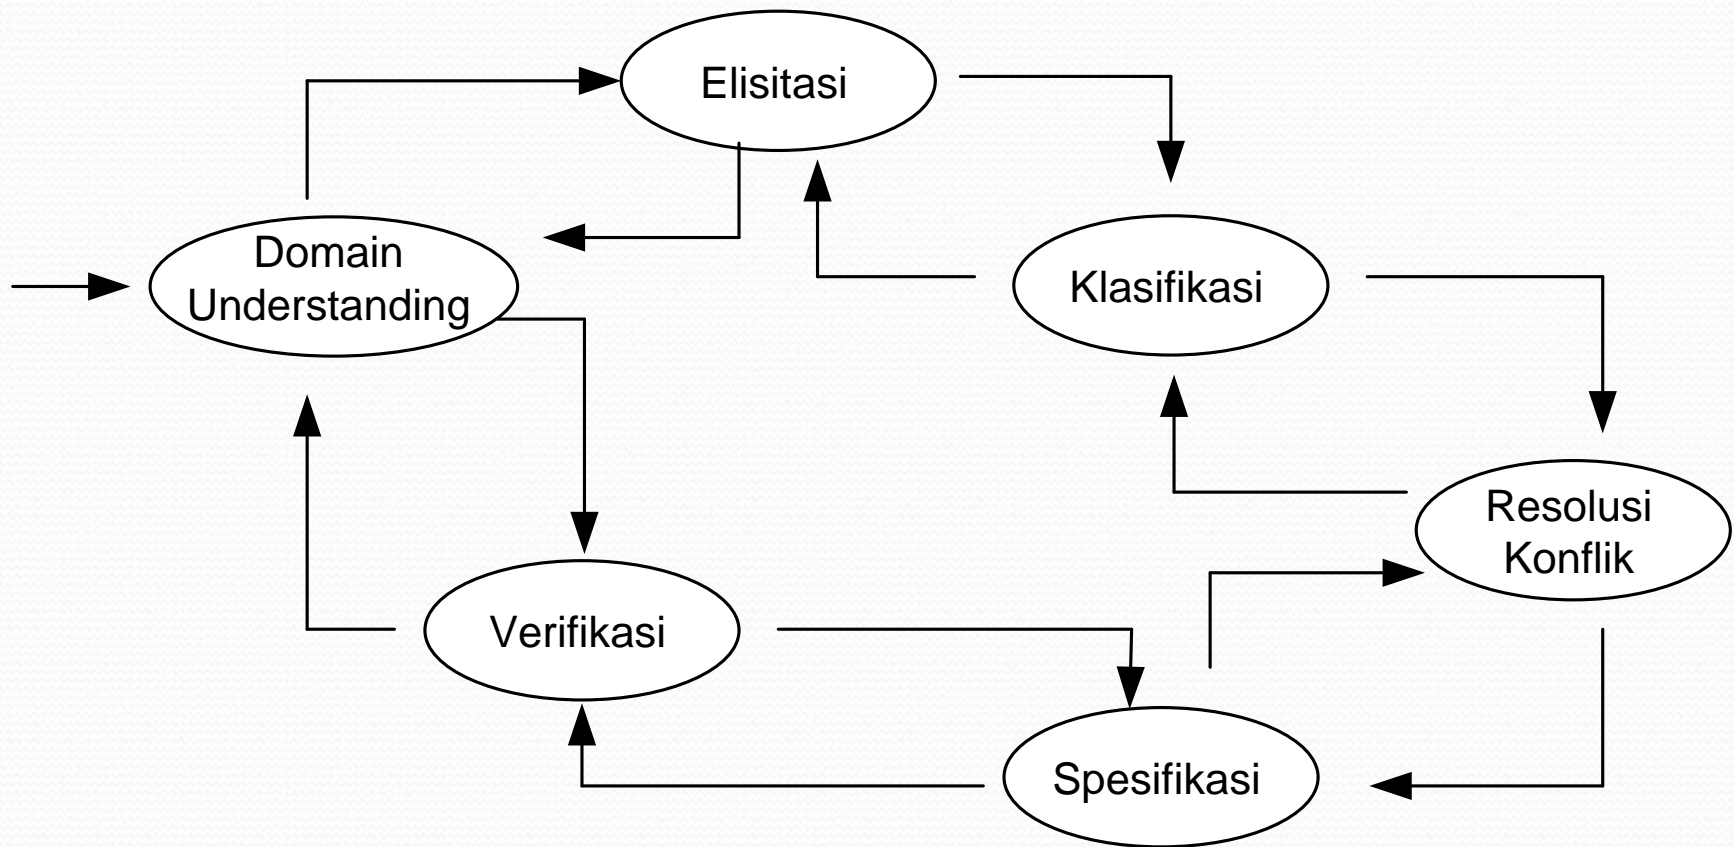 Elisitasi
Domain
Understanding
Klasifikasi
Resolusi
Konflik
Verifikasi
Spesifikasi